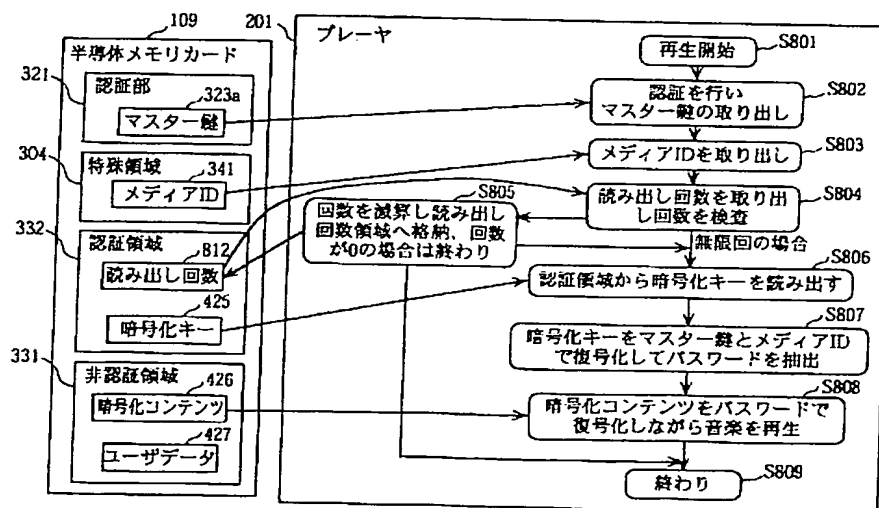 109
半導体メモリカード
321
認証部
323a
マスター鍵
304
特殊領域
341
メディアID
332
認証領域
812
読み出し回数
425
暗号化キー
331
非認証領域
426
暗号化コンテンツ
427
ユーザデータ
201
プレーヤ
再生開始
S801
認証を行い
マスター鍵の取り出し
S802
メディアIDを取り出し
S803
読み出し回数を取り出
し回数を検査
S804
S805
回数を減算し読み出し
回数領域へ格納、回数
が0の場合は終わり
無限回の場合
S806
認証領域から暗号化キーを読み出す
S807
暗号化キーをマスター鍵とメディアID
で復号化してパスワードを抽出
S808
暗号化コンテンツをパスワードで
復号化しながら音楽を再生
終わり
S809